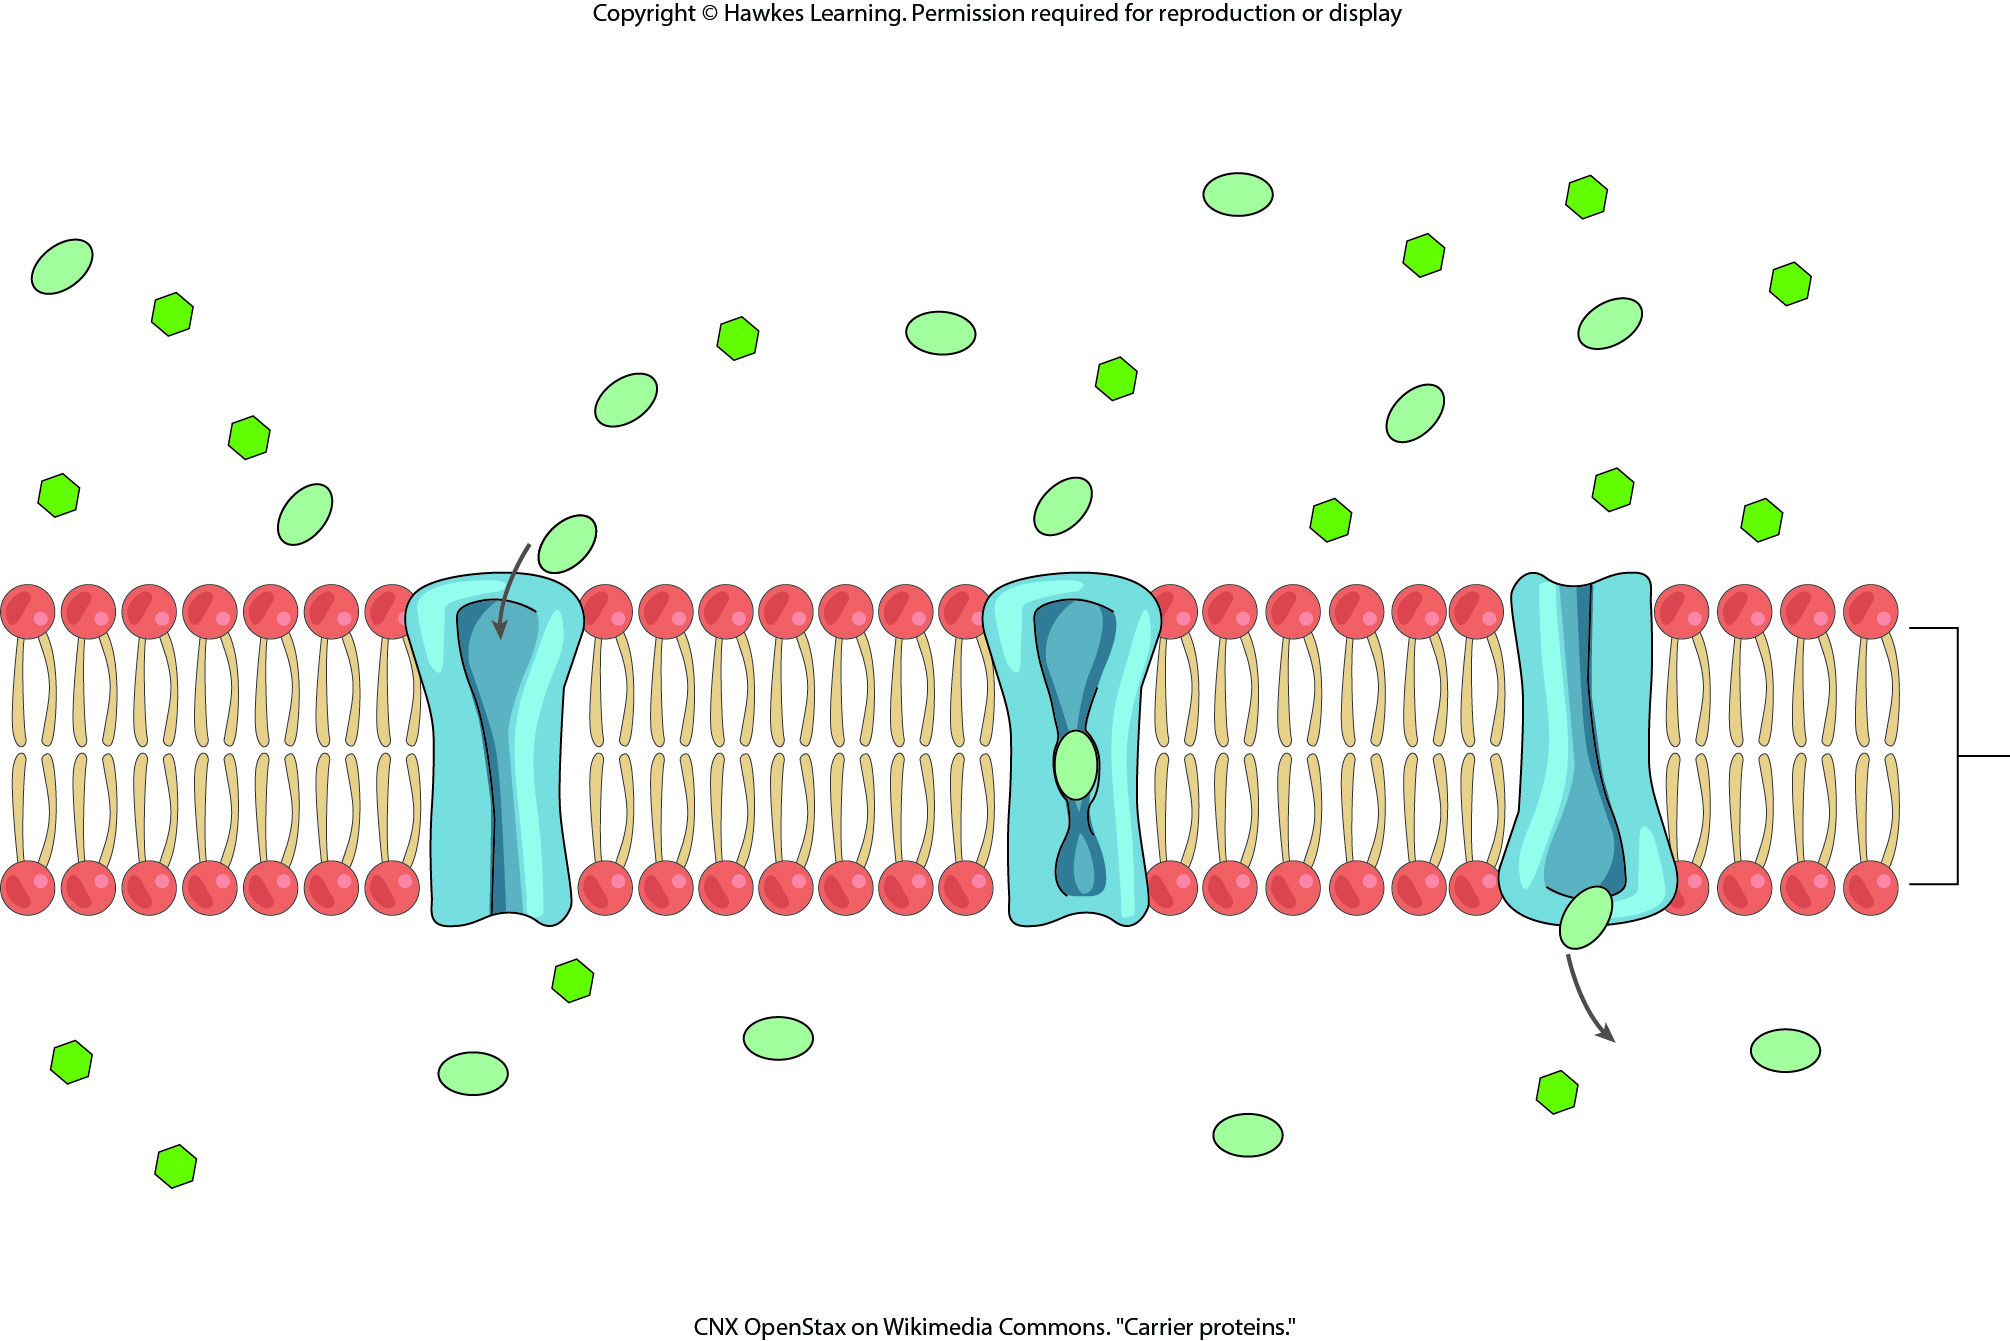 Copyright © Hawkes Learning. Permission required for reproduction or display
CNX OpenStax on Wikimedia Commons. "Carrier proteins."